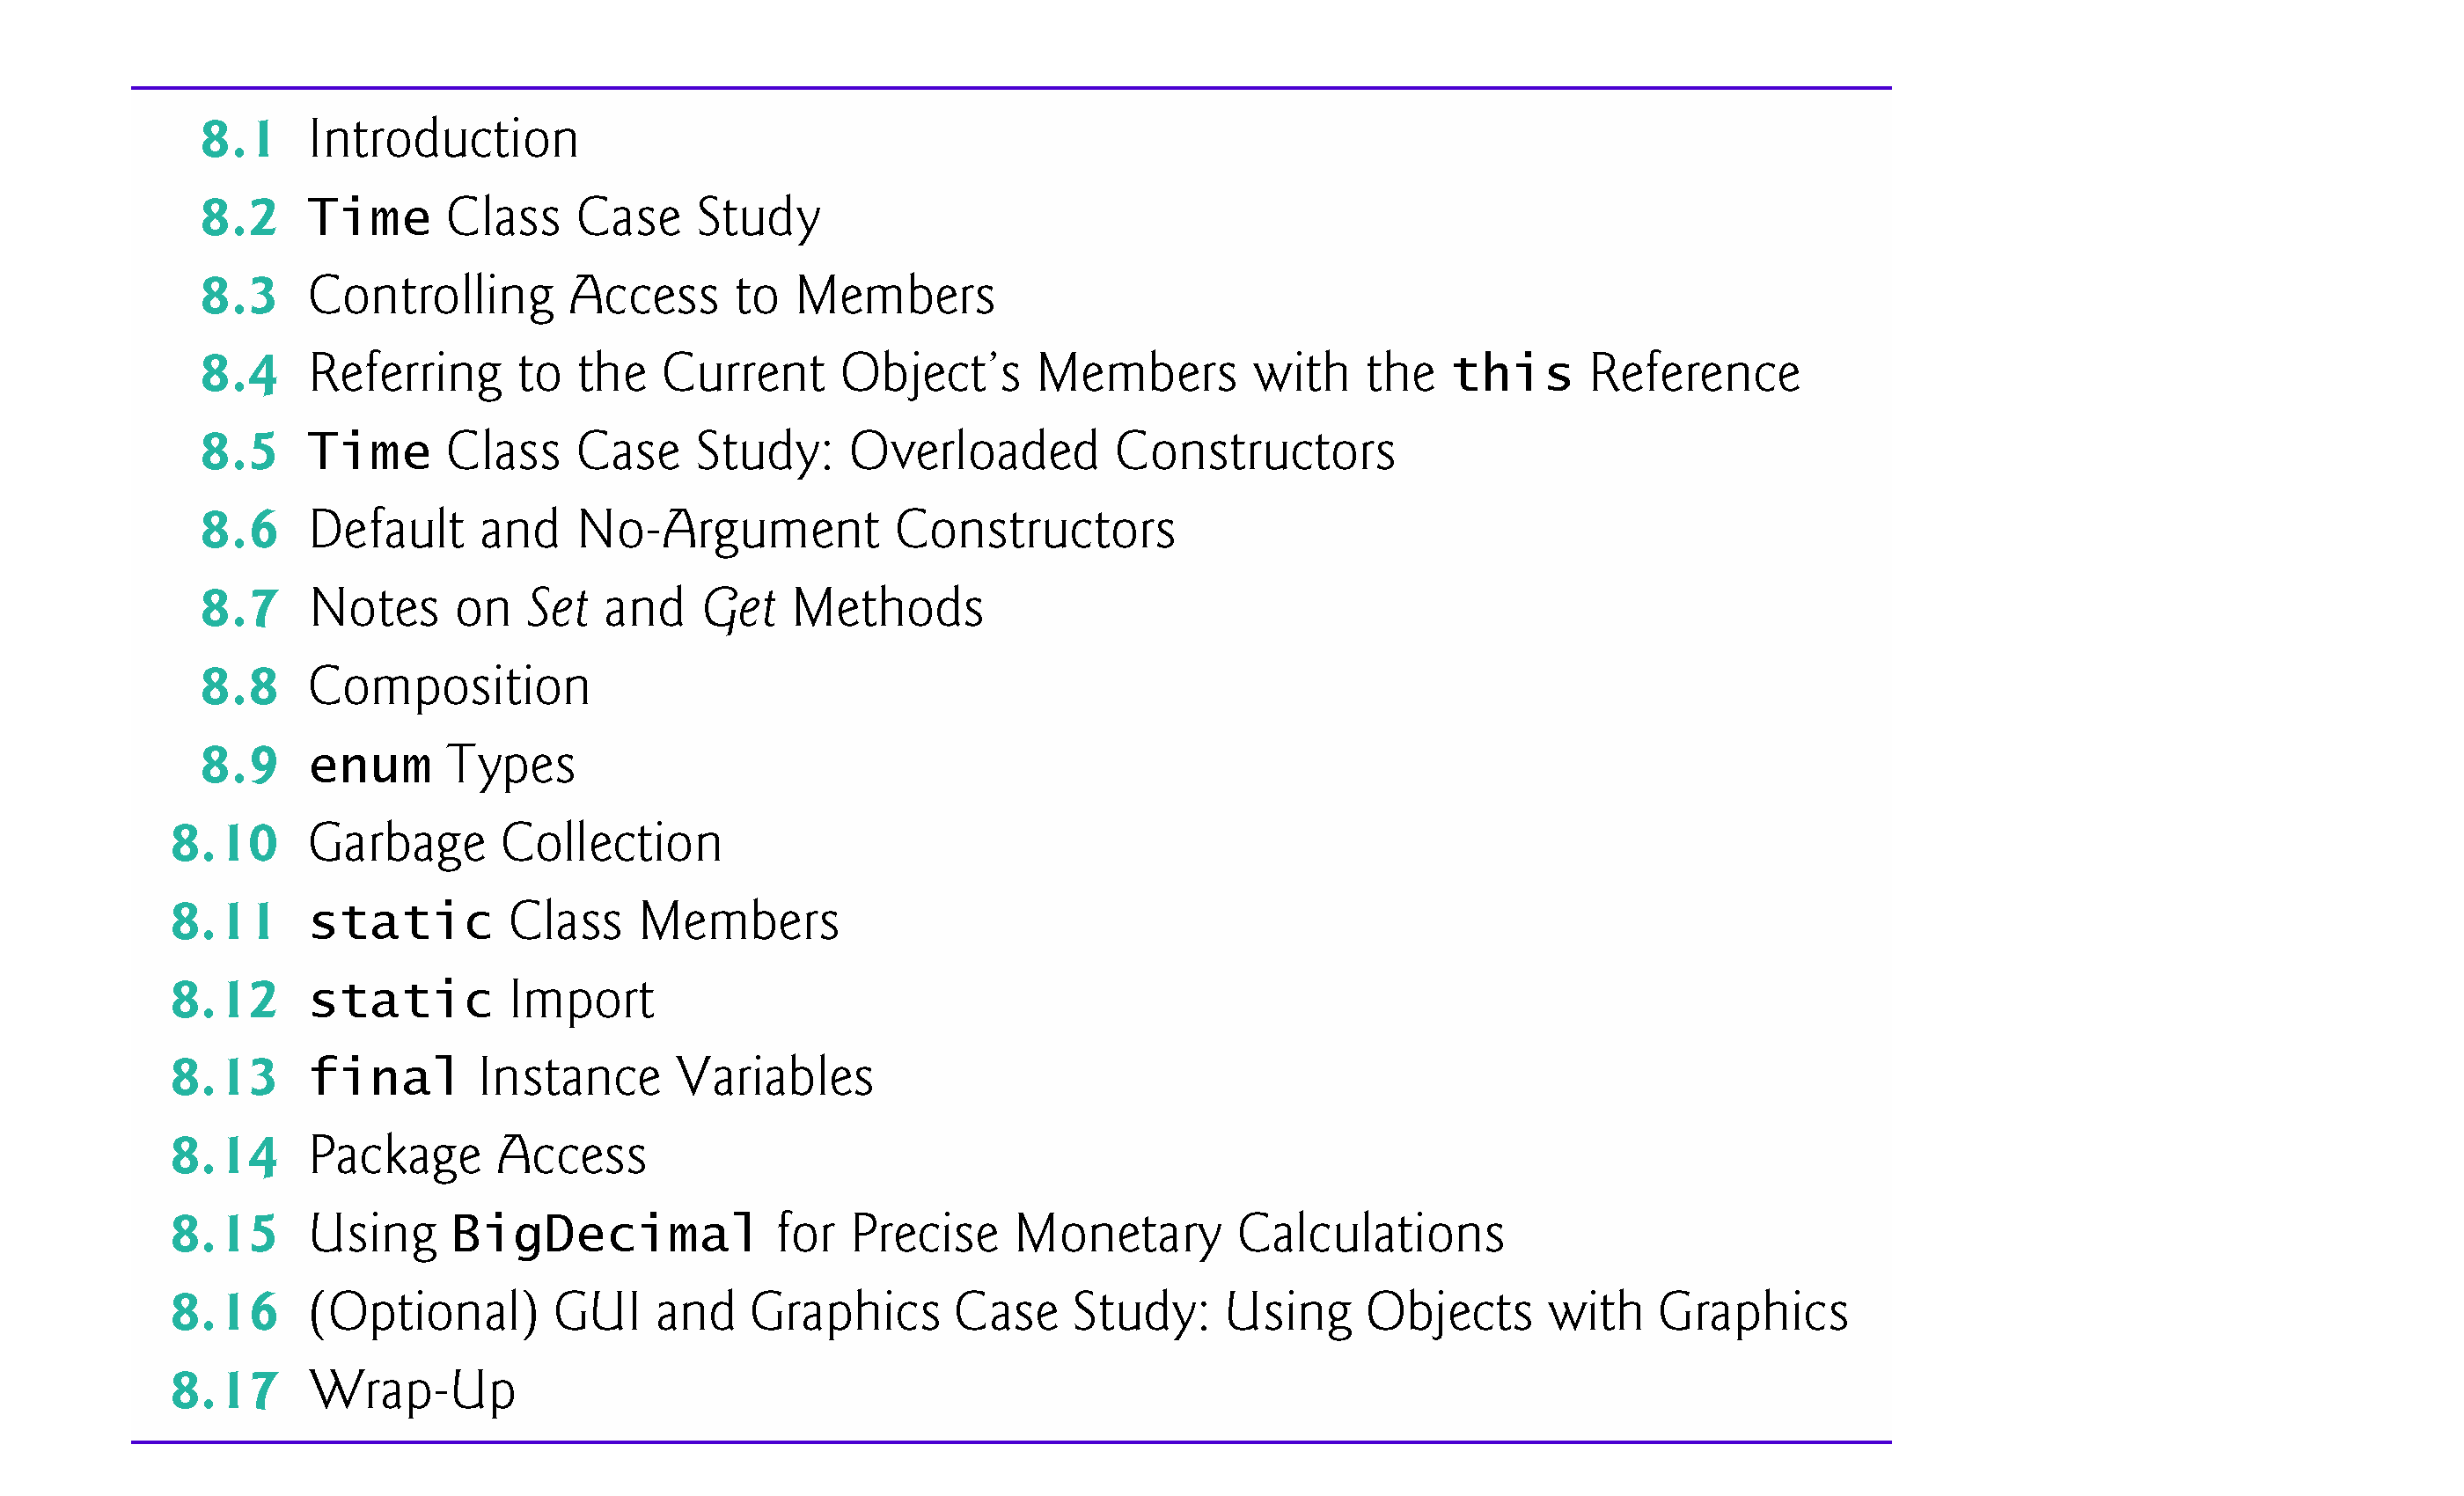 8.1 Introduction
8.2 Time Class Case Study
8.3 Controlling Access to Members
8.4 Referring to the Current Object’s Members with the this Reference
8.5 Time Class Case Study: Overloaded Constructors
8.6 Default and No-Argument Constructors
8.7 Notes on Set and Get Methods
8.8 Composition
8.9 enum Types
8.10 Garbage Collection
8.11 static Class Members
8.12 static Import
8.13 final Instance Variables
8.14 Package Access
8.15 Using BigDecimal for Precise Monetary Calculations
8.16 (Optional) GUI and Graphics Case Study: Using Objects with Graphics
8.17 Wrap-Up